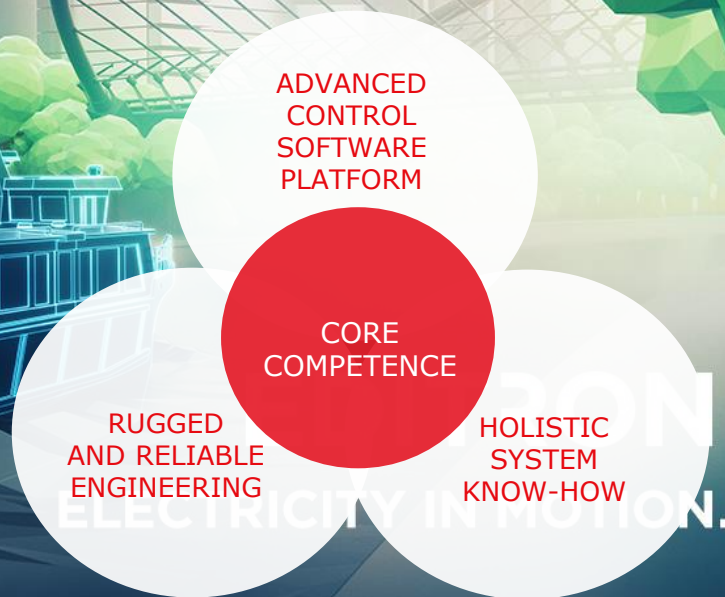 ADVANCED
CONTROL
SOFTWARE
PLATFORM
CORE
COMPETENCE
RUGGED
AND RELIABLE
ENGINEERING
HOLISTIC
SYSTEM
KNOW-HOW
ELECTRICITY IN MOTION.